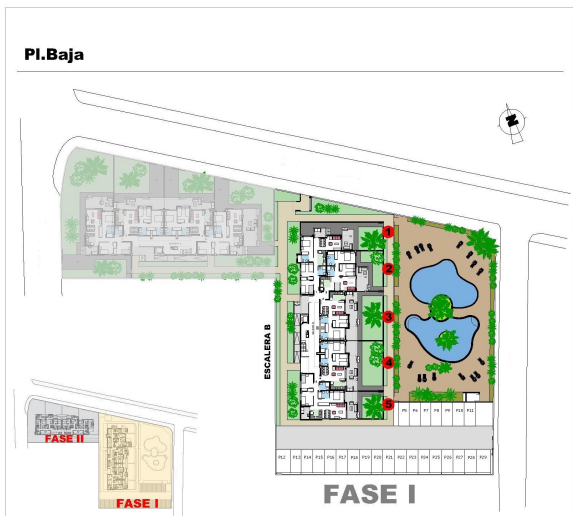 Pl.Baja
N
1
2
3
4
5
ESCALERA B
P5 P6 P7 P8 P9 P10 P11
P12 P13 P14 P15 P16 P17 P18 P19 P20 P21 P22 P23 P24 P25 P26 P27 P28 P29
FASE II
FASE I
FASE I